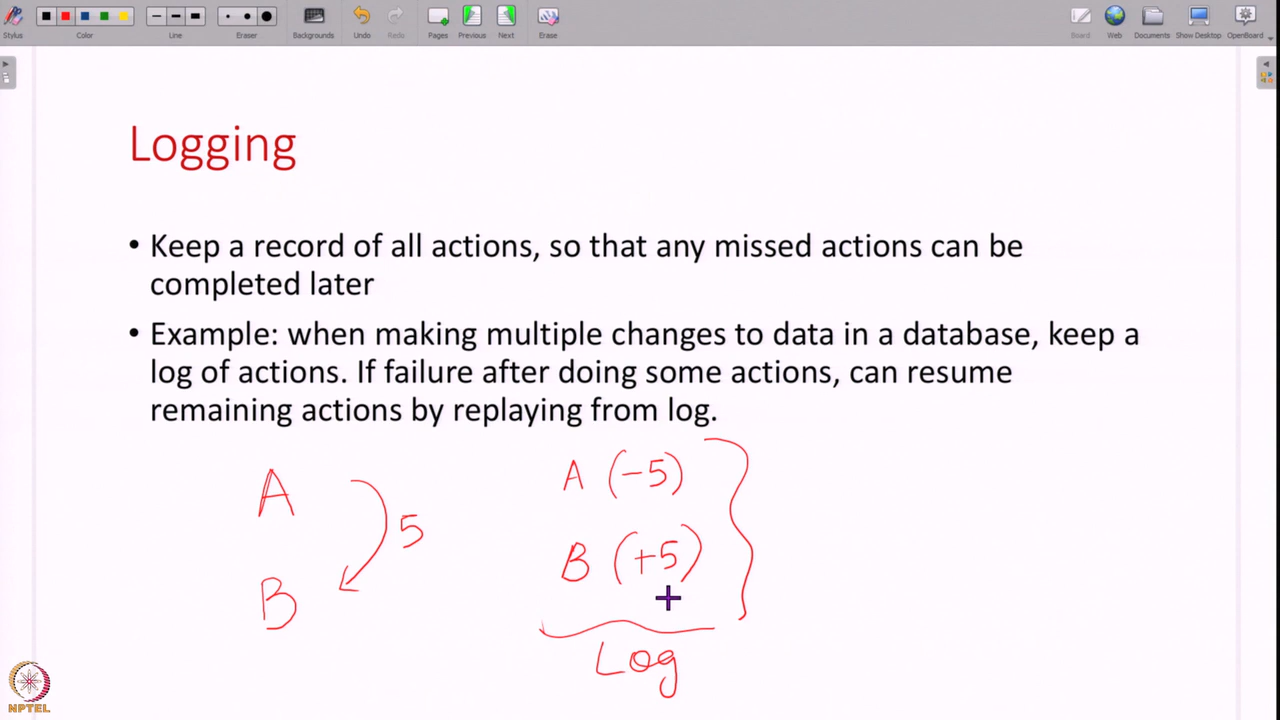 Stylus
Color
Line
Eraser
Backgrounds
Undo
Redo
Pages
Previous
Next
Erase
Board
Web
Documents
Show Desktop
OpenBoard
Logging
• Keep a record of all actions, so that any missed actions can be
completed later
• Example: when making multiple changes to data in a database, keep a
log of actions. If failure after doing some actions, can resume
remaining actions by replaying from log.
A
5
B
A (-5)
B (+5)
Log
NPTEL